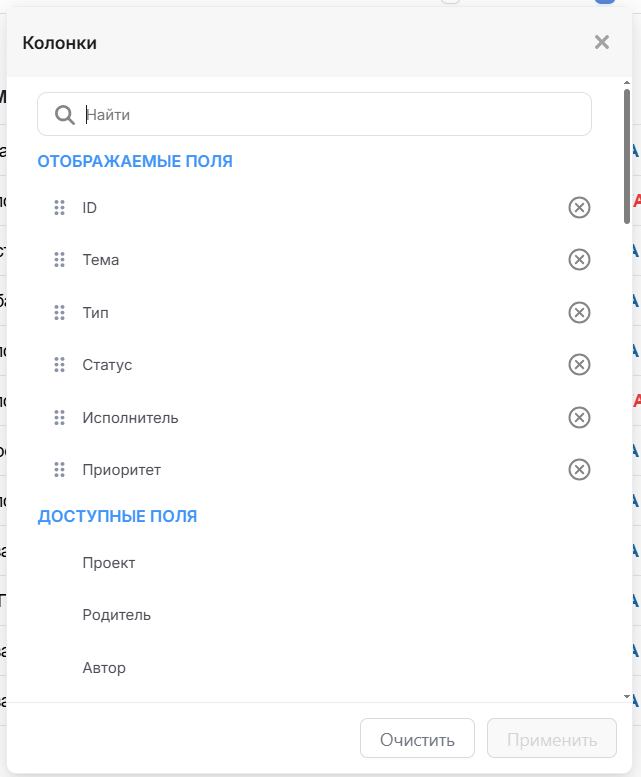 Колонки
Найти
ОТОБРАЖАЕМЫЕ ПОЛЯ
ID
Тема
Тип
Статус
Исполнитель
Приоритет
ДОСТУПНЫЕ ПОЛЯ
Проект
Родитель
Автор
Очистить
Применить